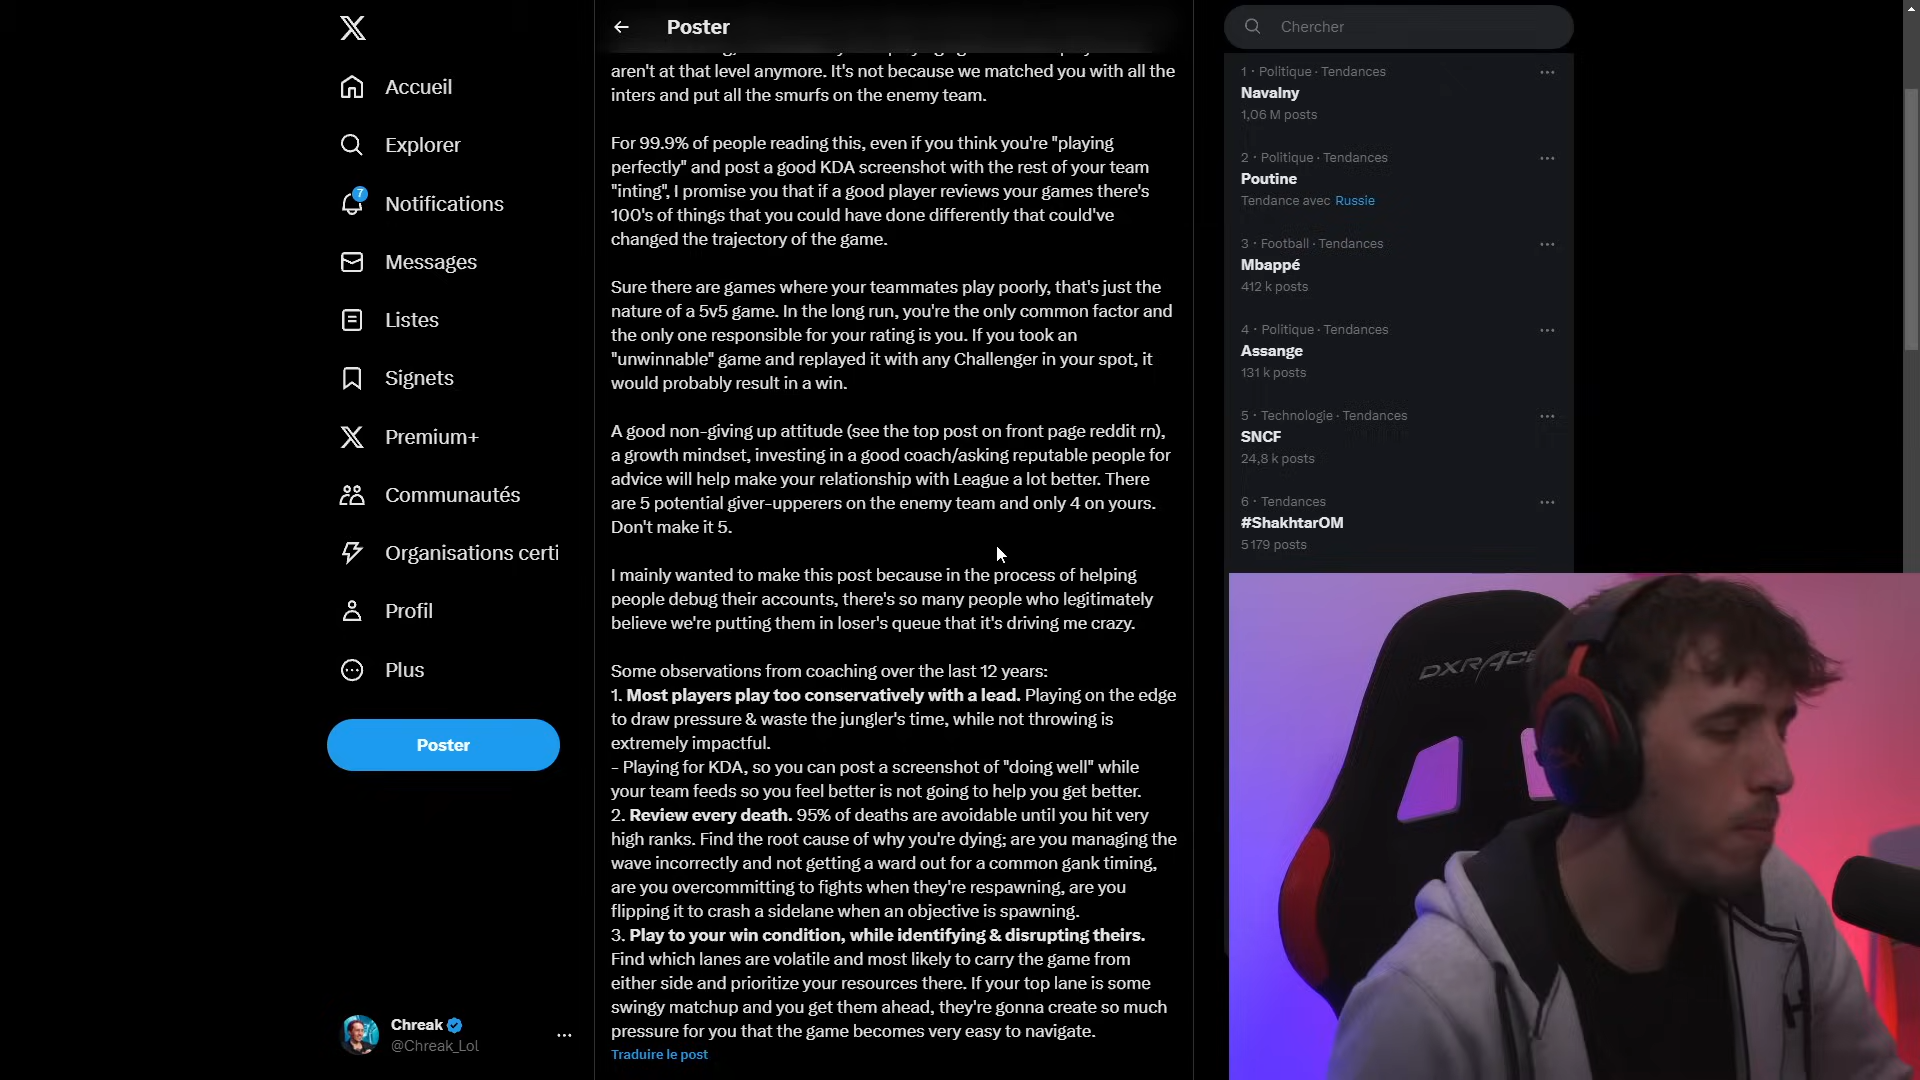 Poster
Chercher
Accueil
Explorer
7
Notifications
Messages
Listes
Signets
Premium+
Communautés
Organisations certi
Profil
Plus
Poster
Chreak
@Chreak_Lol
aren't at that level anymore. It's not because we matched you with all the
inters and put all the smurfs on the enemy team.
For 99.9% of people reading this, even if you think you're "playing
perfectly" and post a good KDA screenshot with the rest of your team
"inting", I promise you that if a good player reviews your games there's
100's of things that you could have done differently that could've
changed the trajectory of the game.
Sure there are games where your teammates play poorly, that's just the
nature of a 5v5 game. In the long run, you're the only common factor and
the only one responsible for your rating is you. If you took an
"unwinnable" game and replayed it with any Challenger in your spot, it
would probably result in a win.
A good non-giving up attitude (see the top post on front page reddit rn),
a growth mindset, investing in a good coach/asking reputable people for
advice will help make your relationship with League a lot better. There
are 5 potential giver-upperers on the enemy team and only 4 on yours.
Don't make it 5.
I mainly wanted to make this post because in the process of helping
people debug their accounts, there's so many people who legitimately
believe we're putting them in loser's queue that it's driving me crazy.
Some observations from coaching over the last 12 years:
1. Most players play too conservatively with a lead. Playing on the edge
to draw pressure & waste the jungler's time, while not throwing is
extremely impactful.
- Playing for KDA, so you can post a screenshot of "doing well" while
your team feeds so you feel better is not going to help you get better.
2. Review every death. 95% of deaths are avoidable until you hit very
high ranks. Find the root cause of why you're dying; are you managing the
wave incorrectly and not getting a ward out for a common gank timing,
are you overcommitting to fights when they're respawning, are you
flipping it to crash a sidelane when an objective is spawning.
3. Play to your win condition, while identifying & disrupting theirs.
Find which lanes are volatile and most likely to carry the game from
either side and prioritize your resources there. If your top lane is some
swingy matchup and you get them ahead, they're gonna create so much
pressure for you that the game becomes very easy to navigate.
Traduire le post
1 · Politique · Tendances
Navalny
1,06 M posts
2 · Politique · Tendances
Poutine
Tendance avec Russie
3 · Football · Tendances
Mbappé
412 k posts
4 · Politique · Tendances
Assange
131 k posts
5 · Technologie · Tendances
SNCF
24,8 k posts
6 · Tendances
#ShakhtarOM
5 179 posts
DXRACE